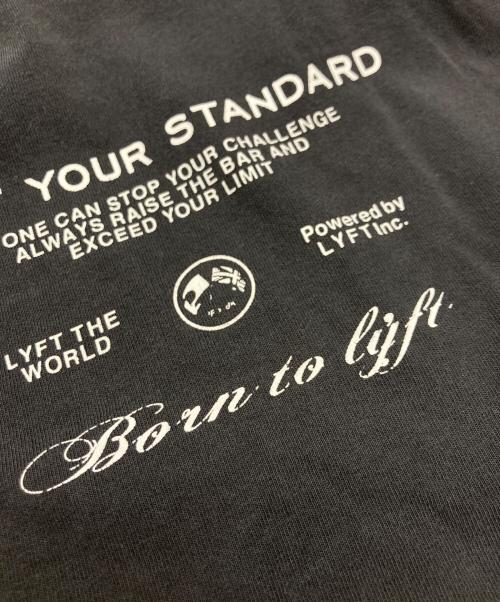 YOUR STANDARD
ONE CAN STOP YOUR CHALLENGE
ALWAYS RAISE THE BAR AND
EXCEED YOUR LIMIT
Powered by
LYFT Inc.
LYFT THE
WORLD
Born to lyft